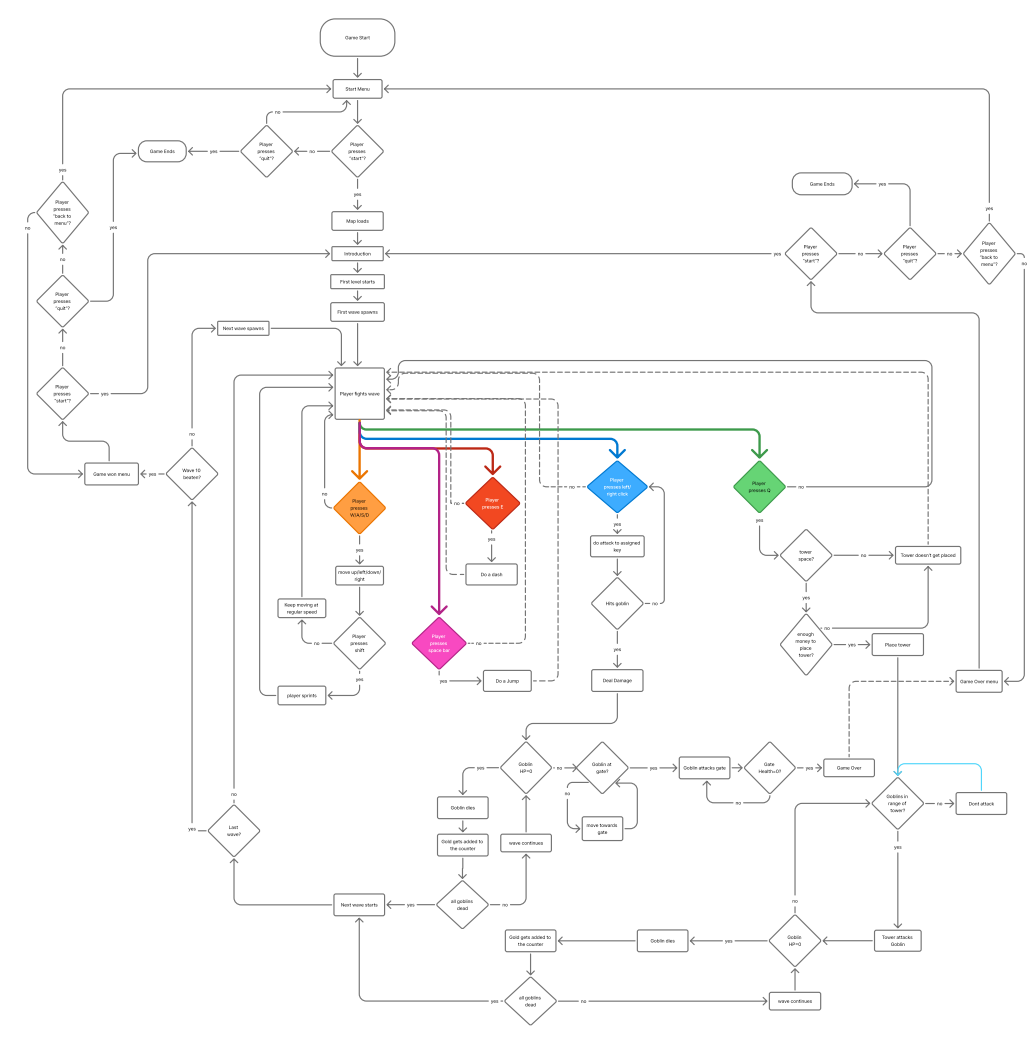 Game Start
Start Menu
no
Player
presses
"quit"?
Player
presses
"start"?
no
yes
Game Ends
yes
Map loads
Introduction
First level starts
First wave spawns
yes
Player
presses
"back to
menu"?
no
yes
no
Player
presses
"quit"?
no
Player
presses
"start"?
yes
Game won menu
yes
Wave 10
beaten?
no
Next wave spawns
Game Ends
yes
yes
Player
presses
"start"?
no
Player
presses
"quit"?
no
Player
presses
"back to
menu"?
yes
no
Player fights wave
Player
presses
W/A/S/D
no
yes
move up/left/down/
right
Keep moving at
regular speed
no
Player
presses
shift
yes
player sprints
Player
presses E
no
yes
Do a dash
Player
presses
space bar
no
yes
Do a Jump
Player
presses left/
right click
no
yes
do attack to assigned
key
Hits goblin
no
yes
Deal Damage
Player
presses Q
no
yes
tower
space?
no
Tower doesn't get placed
yes
enough
money to
place
tower?
no
yes
Place tower
Game Over menu
Goblin
HP=0
yes
no
Goblin at
gate?
no
move towards
gate
yes
Goblin attacks gate
Gate
Health=0?
no
yes
Game Over
Goblins in
range of
tower?
no
Dont attack
yes
Goblin dies
Gold gets added to
the counter
wave continues
all goblins
dead
no
yes
Next wave starts
Last
wave?
no
yes
Tower attacks
Goblin
Goblin
HP=0
no
yes
Goblin dies
Gold gets added to
the counter
all goblins
dead
yes
no
wave continues